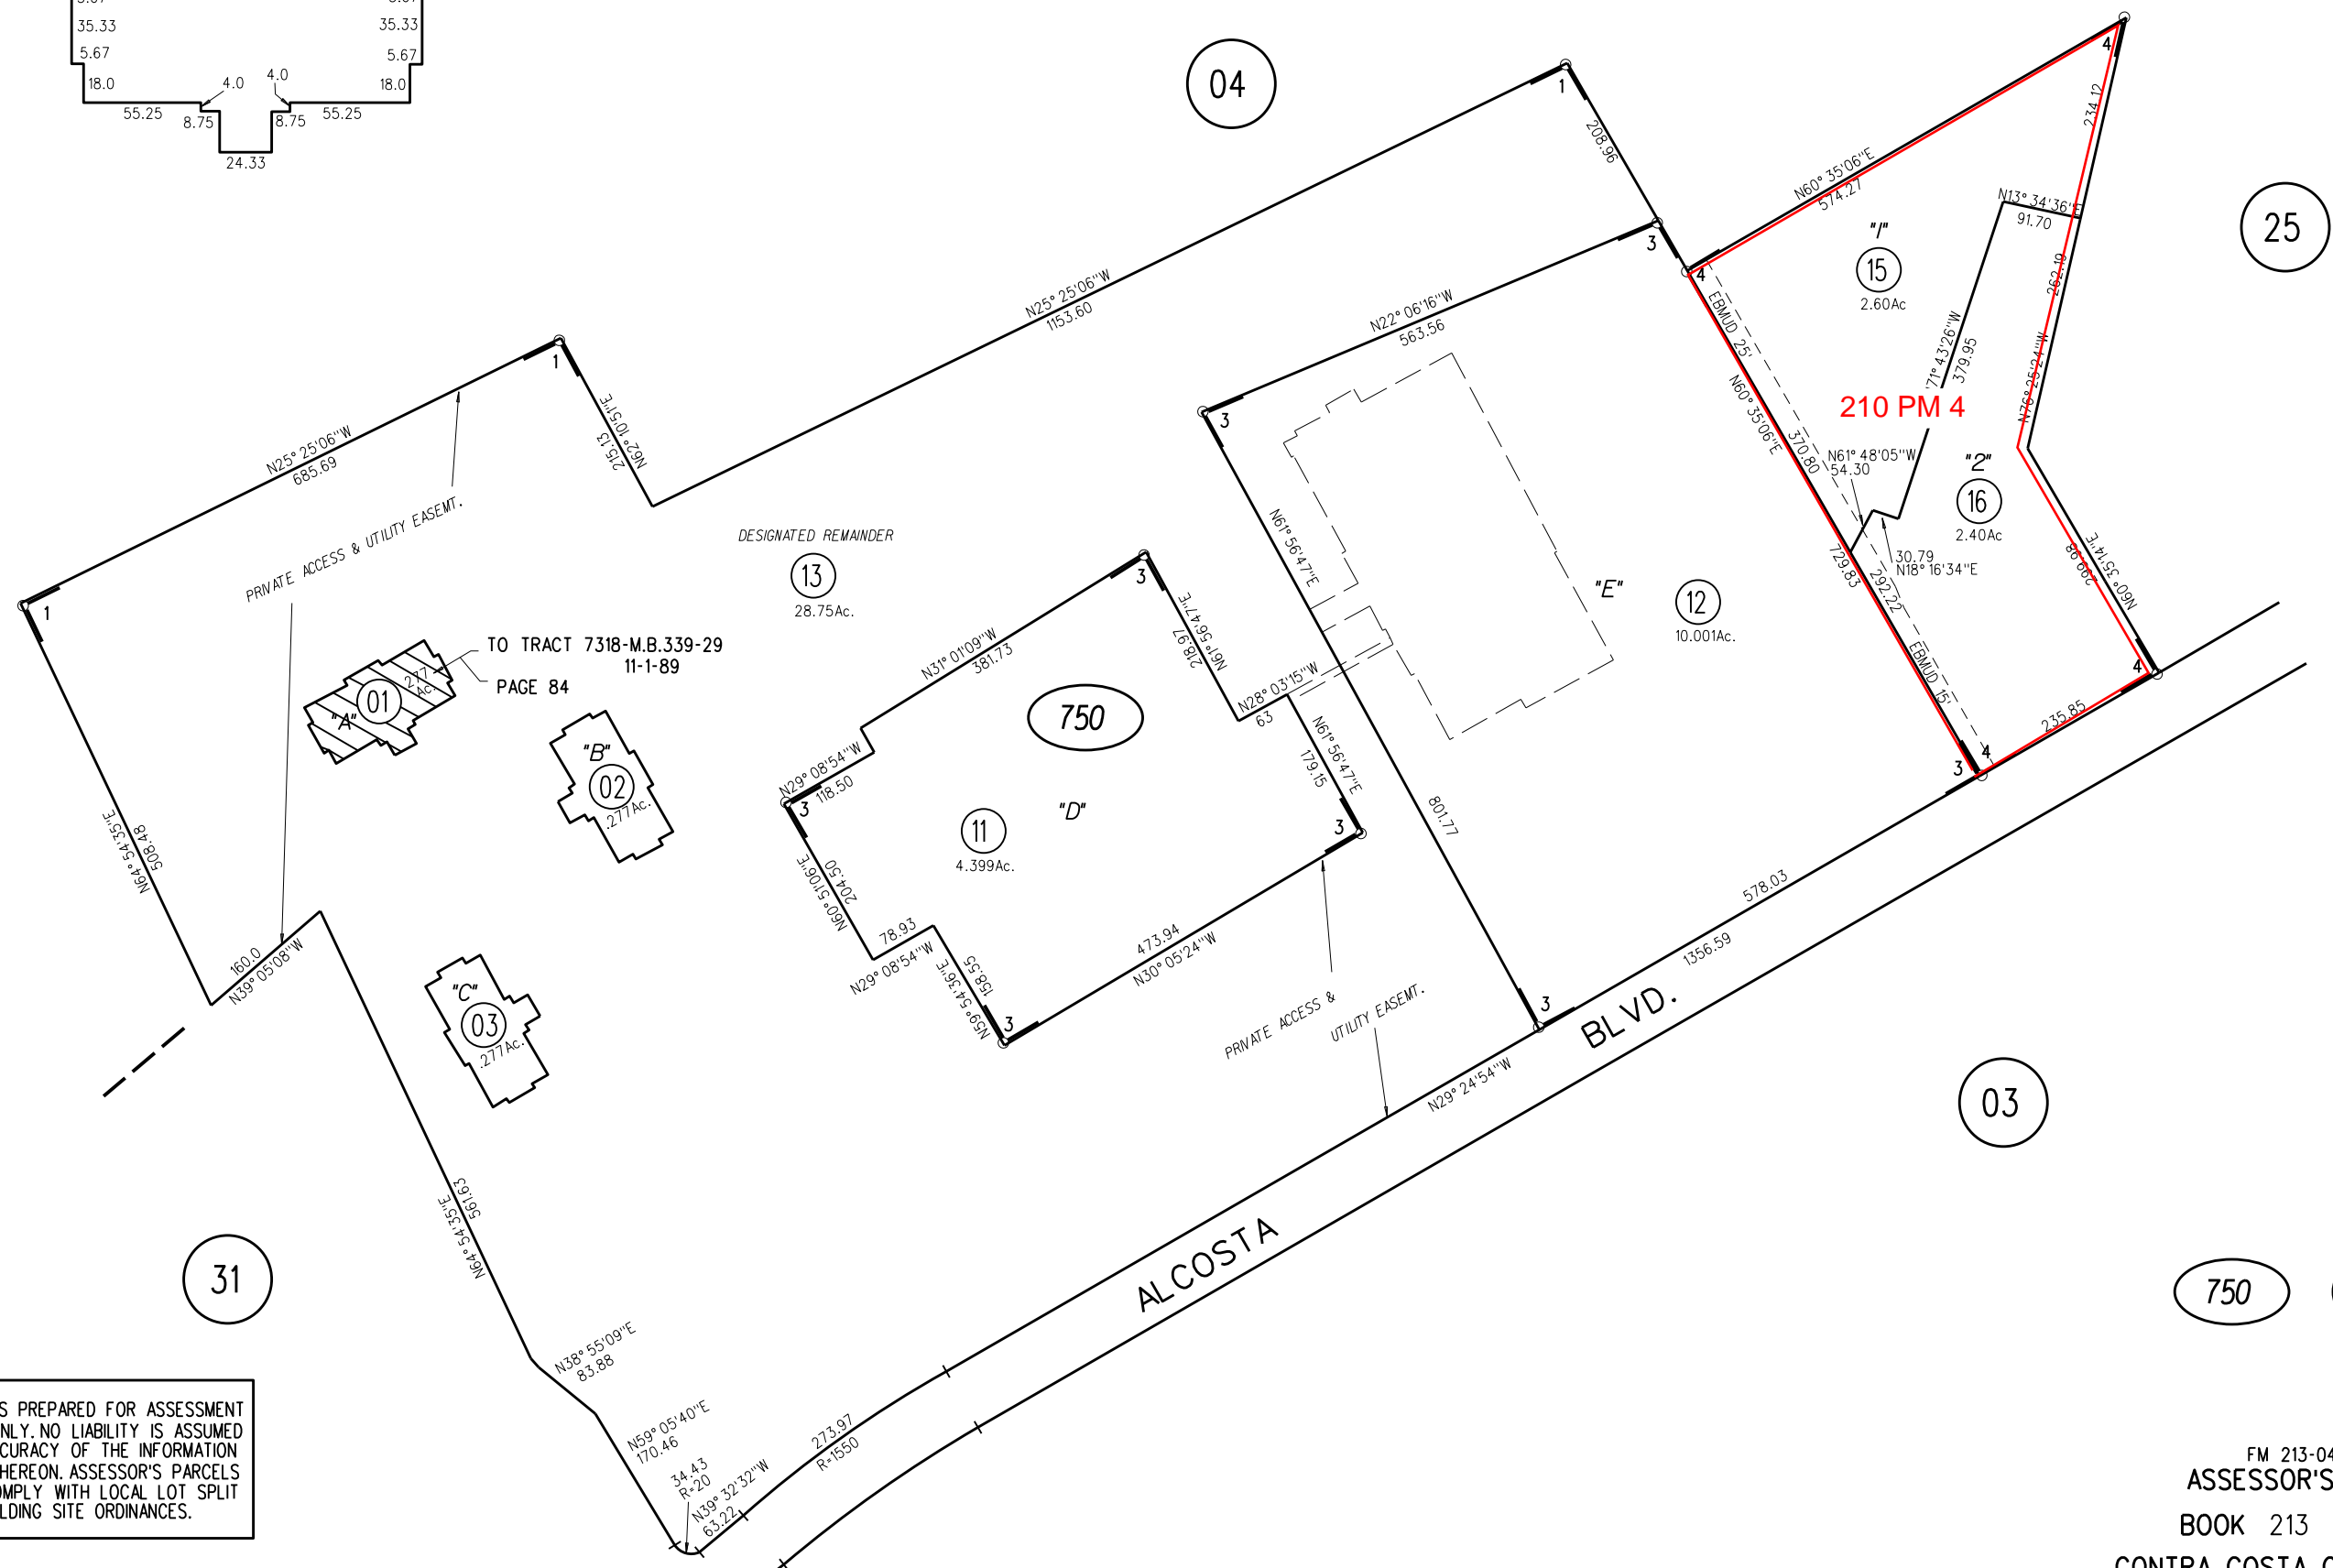 35.33
35.33
5.67
5.67
18.0
4.0
4.0
18.0
55.25
8.75
8.75
55.25
24.33
04
1
208.96
3
4
4
234.12
N60° 35'06"E
574.27
N13° 34'36"E
91.70
25
"1"
15
2.60Ac
262.19
N76° 25'24"W
'71° 43'26"W
379.95
EBMUD 25'
N60° 35'06"E
370.80
210 PM 4
N61° 48'05"W
54.30
"2"
16
2.40Ac
30.79
N18° 16'34"E
729.83
292.22
EBMUD 15'
299.98
N60° 35'14"E
4
4
3
235.85
N25° 25'06"W
1153.60
N22° 06'16"W
563.56
1
N25° 25'06"W
685.69
N62° 10'51"E
215.13
3
PRIVATE ACCESS & UTILITY EASEMT.
DESIGNATED REMAINDER
13
28.75Ac.
1
TO TRACT 7318-M.B.339-29
11-1-89
PAGE 84
.277
Ac.
01
"A"
"B"
02
.277Ac.
"C"
03
.277Ac.
N64° 54'35"E
508.48
160.0
N39° 05'08"W
3
N31° 01'09"W
381.73
N61° 56'47"E
218.97
N28° 03'15"W
63
N61° 56'47"E
179.15
750
N29° 08'54"W
118.50
3
"D"
11
4.399Ac.
3
N60° 51'06"E
204.50
78.93
N29° 08'54"W
N59° 54'36"E
158.55
3
473.94
N30° 05'24"W
N61° 56'47"E
801.77
"E"
12
10.001Ac.
3
578.03
1356.59
PRIVATE ACCESS &
UTILITY EASEMT.
N29° 24'54"W
ALCOSTA BLVD.
03
N64° 54'35"E
561.63
31
750
N38° 55'09"E
83.88
N59° 05'40"E
170.46
34.43
R=20
N39° 32'32"W
63.22
273.97
R=1550
S PREPARED FOR ASSESSMENT
NLY. NO LIABILITY IS ASSUMED
CURACY OF THE INFORMATION
HEREON. ASSESSOR'S PARCELS
OMPLY WITH LOCAL LOT SPLIT
LDING SITE ORDINANCES.
FM 213-04
ASSESSOR'S
BOOK 213
CONTRA COSTA C